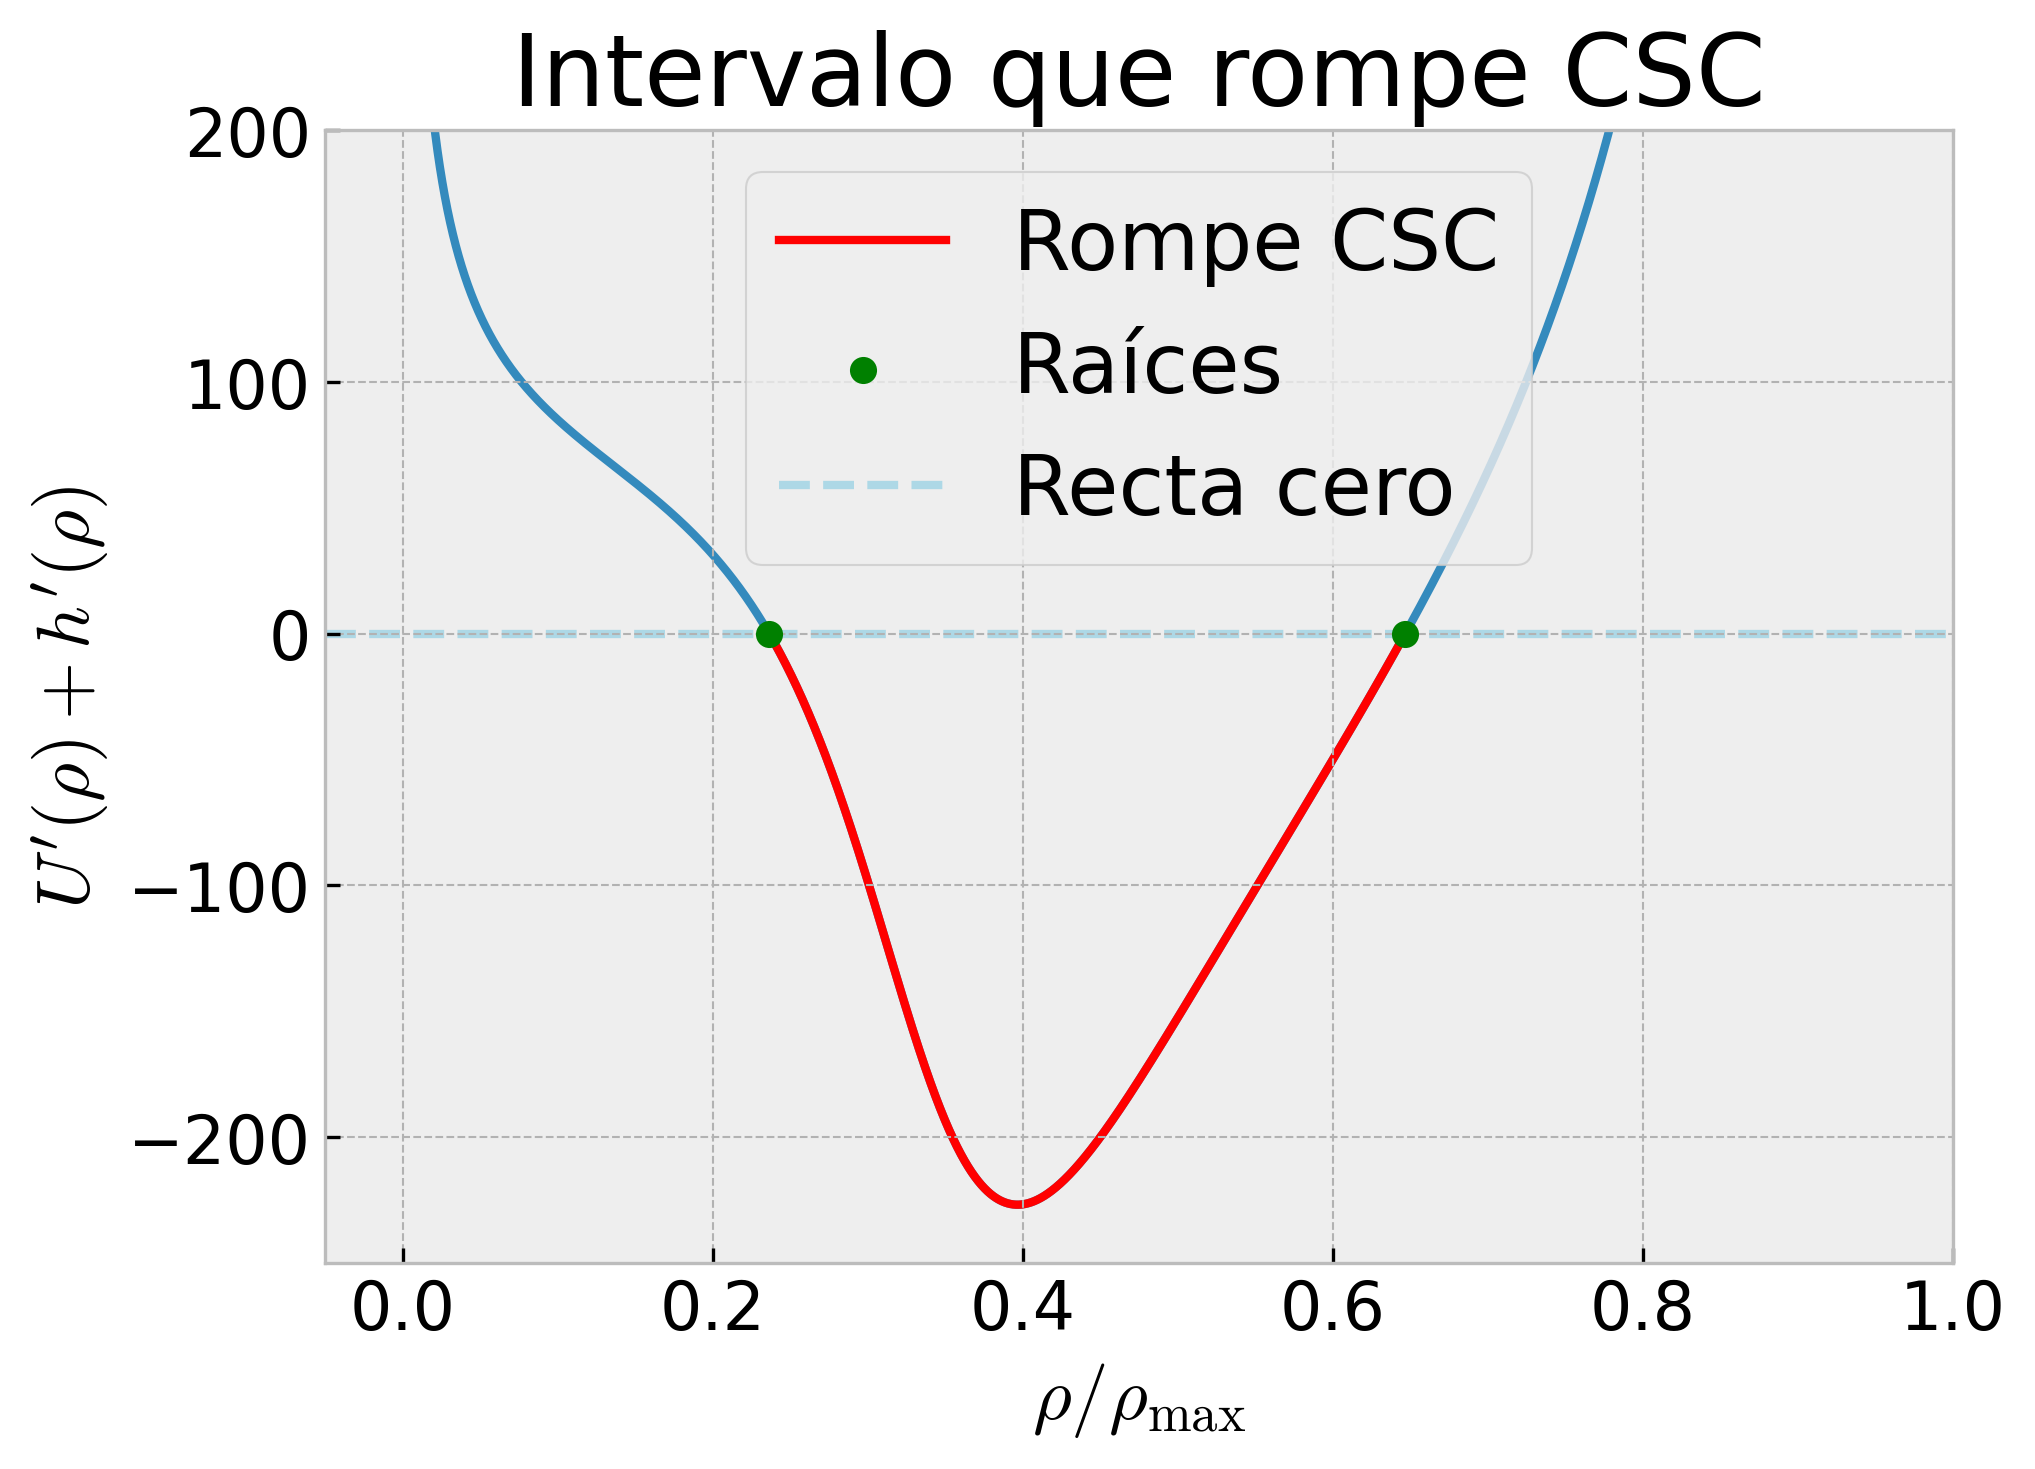 Intervalo que rompe CSC
200
100
0
−100
−200
U′(ρ) + h′(ρ)
Rompe CSC
Raíces
Recta cero
0.0 0.2 0.4 0.6 0.8 1.0
ρ/ρmax